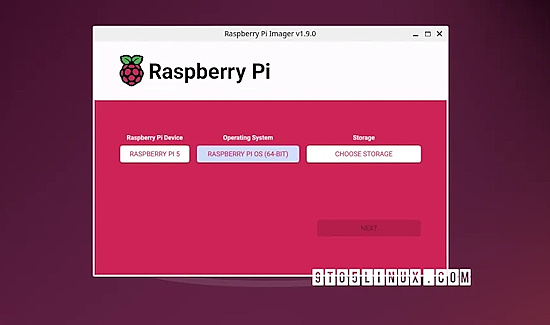 Raspberry Pi Imager v1.9.0
Raspberry Pi
Raspberry Pi Device Operating System Storage
RASPBERRY PI 5 RASPBERRY PI OS (64-BIT) CHOOSE STORAGE
NEXT
9TO5LINUX.COM